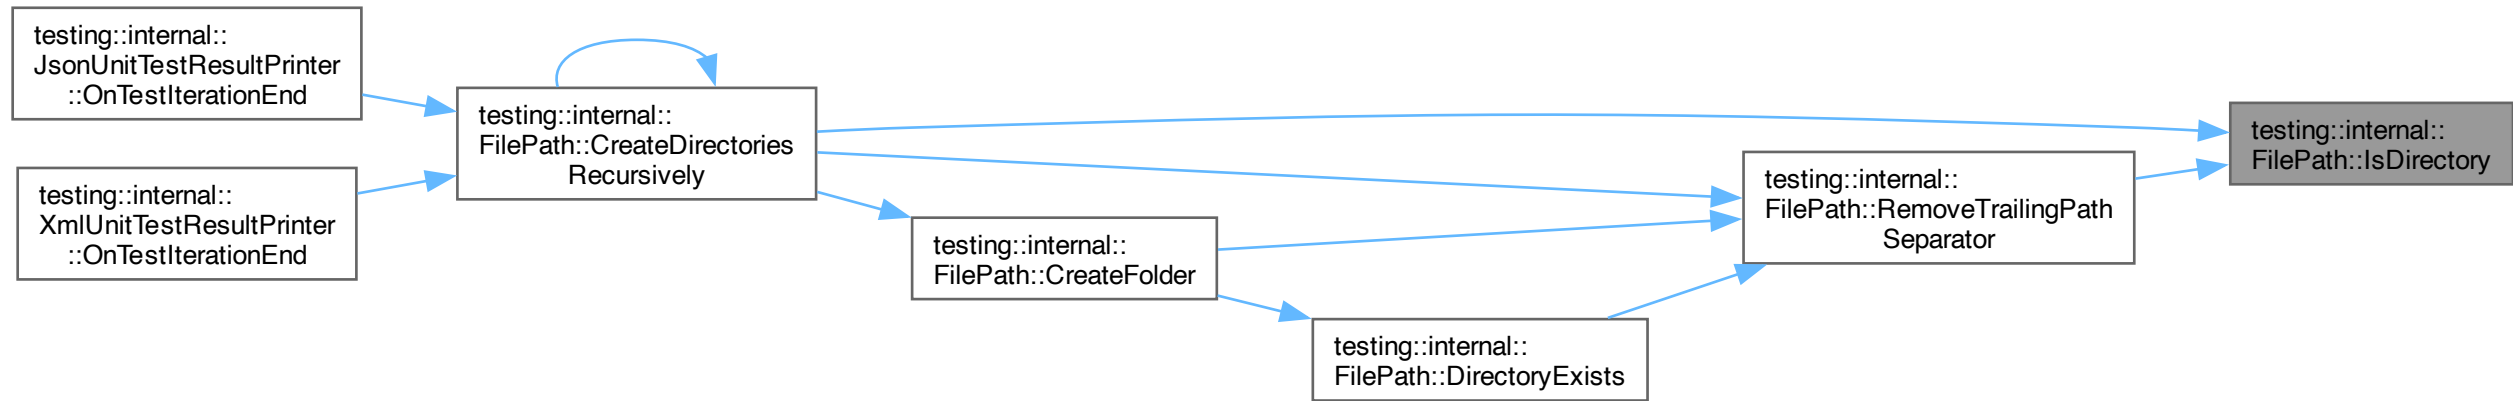 testing::internal::
JsonUnitTestResultPrinter
::OnTestIterationEnd
testing::internal::
XmlUnitTestResultPrinter
::OnTestIterationEnd
testing::internal::
FilePath::CreateDirectories
Recursively
testing::internal::
FilePath::CreateFolder
testing::internal::
FilePath::DirectoryExists
testing::internal::
FilePath::RemoveTrailingPath
Separator
testing::internal::
FilePath::IsDirectory